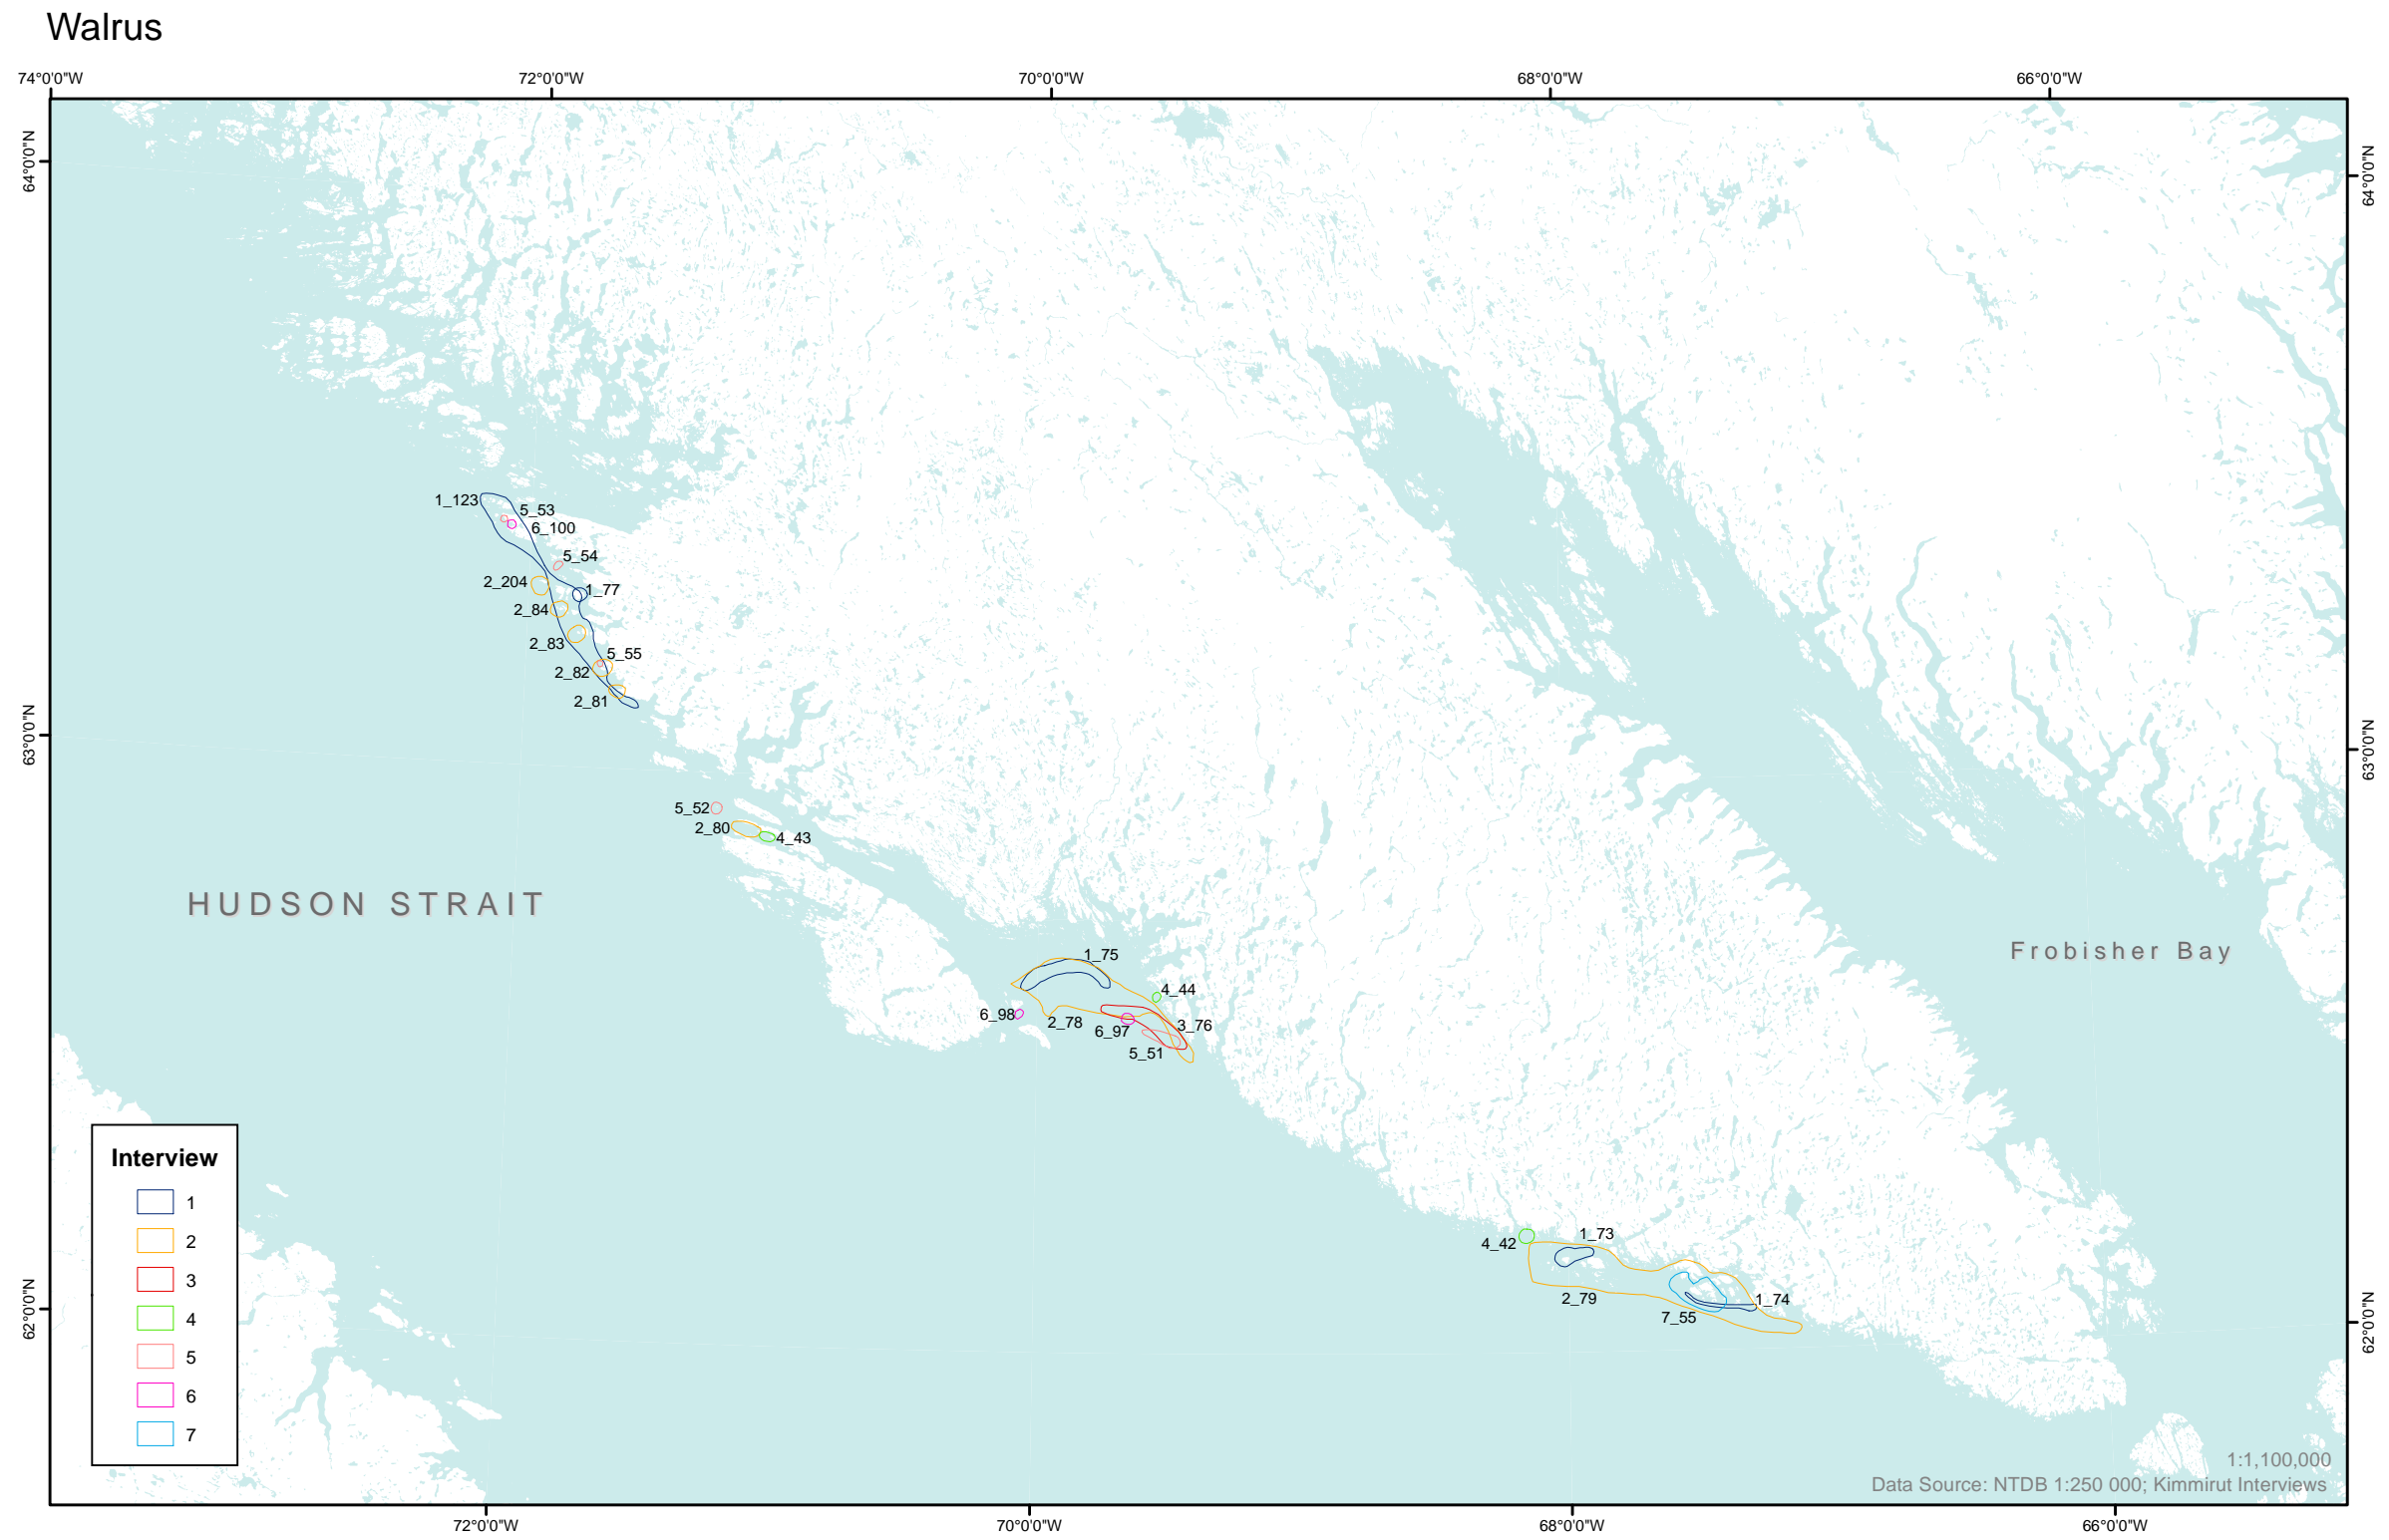 Walrus
74°0'0"W
72°0'0"W
70°0'0"W
68°0'0"W
66°0'0"W
64°0'0"N
64°0'0"N
1_123
5_53
6_100
5_54
2_204
1_77
2_84
2_83
5_55
2_82
2_81
63°0'0"N
63°0'0"N
5_52
2_80
4_43
HUDSON STRAIT
Frobisher Bay
1_75
4_44
6_98
2_78
6_97
3_76
5_51
Interview
1
2
3
4
5
6
7
4_42
1_73
2_79
7_55
1_74
62°0'0"N
62°0'0"N
1:1,100,000
Data Source: NTDB 1:250 000; Kimmirut Interviews
72°0'0"W
70°0'0"W
68°0'0"W
66°0'0"W